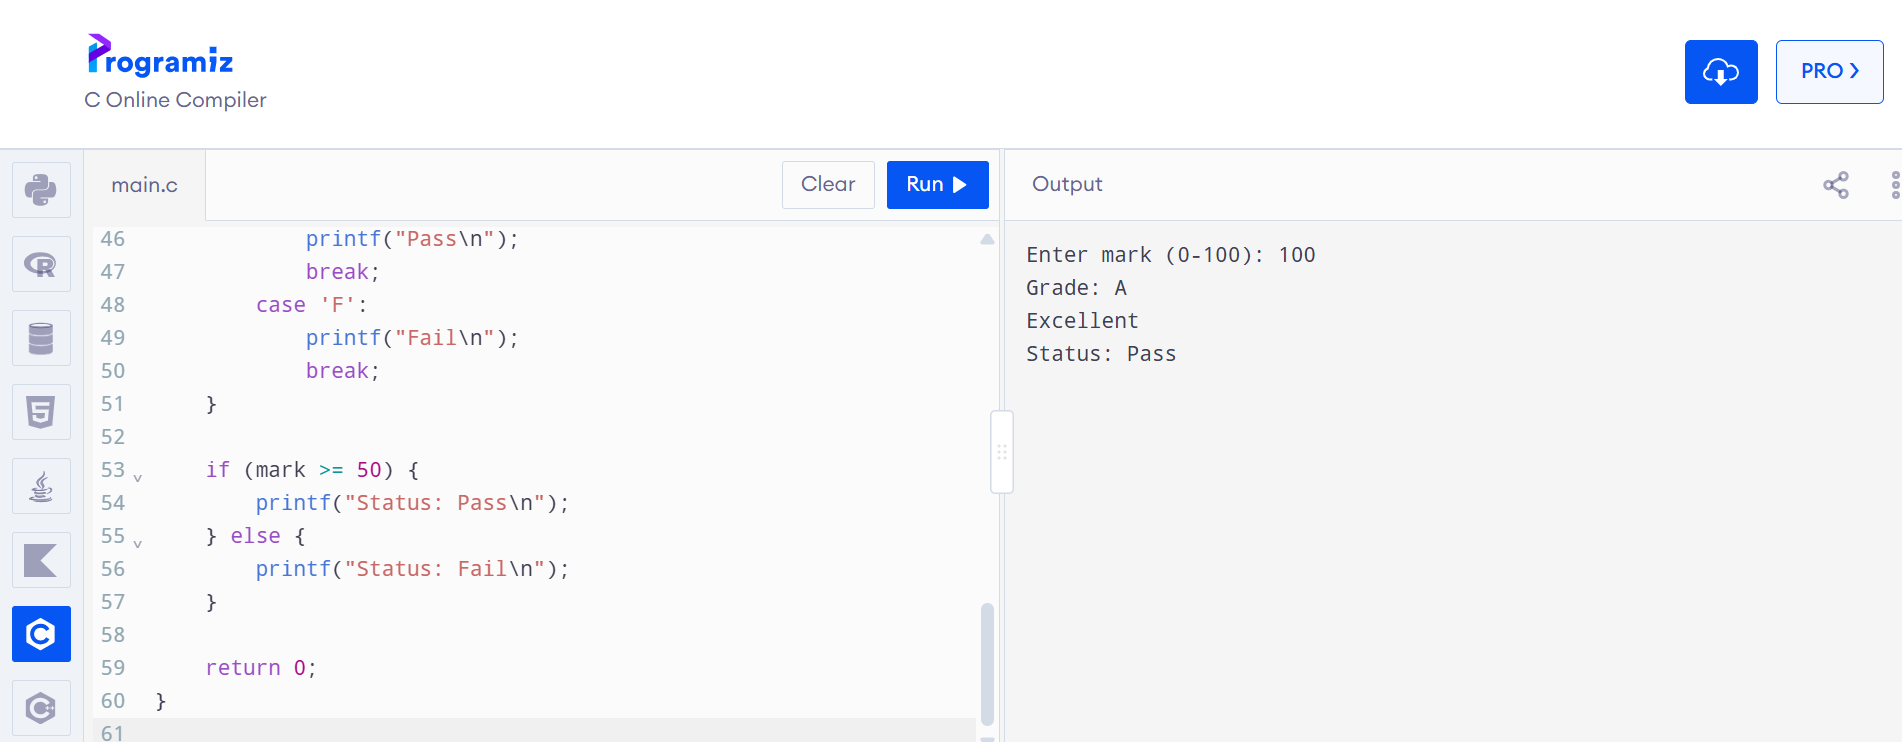 Programiz
C Online Compiler
PRO
main.c
Clear
Run
Output
46 printf("Pass\n");
47 break;
48 case 'F':
49 printf("Fail\n");
50 break;
51 }
52
53 if (mark >= 50) {
54 printf("Status: Pass\n");
55 } else {
56 printf("Status: Fail\n");
57 }
58
59 return 0;
60 }
61
Enter mark (0-100): 100
Grade: A
Excellent
Status: Pass